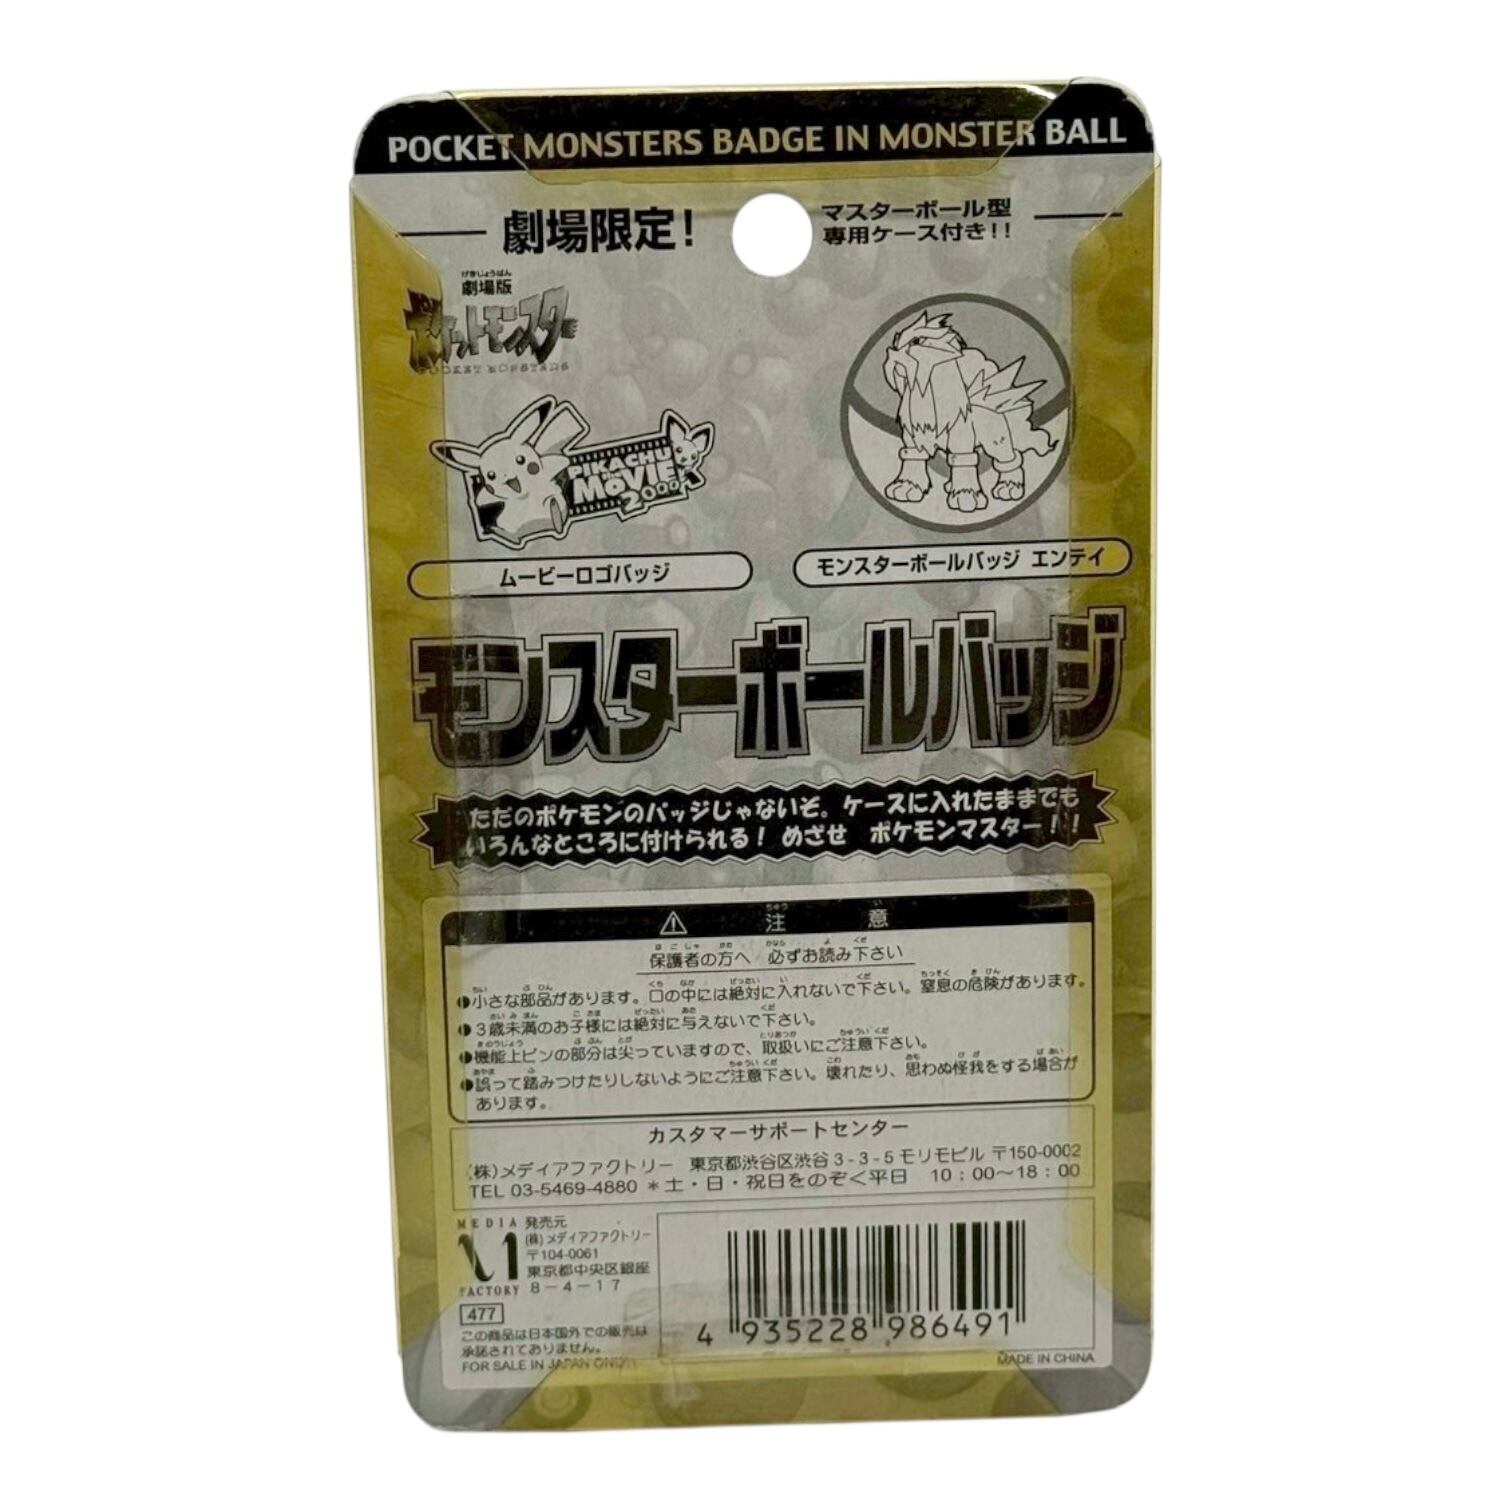 POCKET MONSTERS BADGE IN MONSTER BALL
劇場限定!
マスターボール型
専用ケース付き!!
げきじょうばん
劇場版
ポケットモンスター
POCKET MONSTERS
PIKACHU
THE
MOVIE
2000
ムービーロゴバッジ
モンスターボールバッジ エンテイ
モンスターボールバッジ
ただのポケモンのバッジじゃないぞ。ケースに入れたままでも
いろんなところに付けられる! めざせ ポケモンマスター!!
⚠ 注意
保護者の方へ 必ずお読み下さい
●小さな部品があります。口の中には絶対に入れないで下さい。窒息の危険があります。
●3歳未満のお子様には絶対に与えないで下さい。
●機能上ピンの部分は尖っていますので、取扱いにご注意下さい。
●誤って踏みつけたりしないようにご注意下さい。壊れたり、思わぬ怪我をする場合が
あります。
カスタマーサポートセンター
(株)メディアファクトリー 東京都渋谷区渋谷3-3-5モリモビル 〒150-0002
TEL 03-5469-4880 *土・日・祝日をのぞく平日 10:00〜18:00
MEDIA
FACTORY
発売元
(株)メディアファクトリー
〒104-0061
東京都中央区銀座
8-4-17
477
この商品は日本国外での販売は
承諾されておりません。
FOR SALE IN JAPAN ONLY
4 935228 986491
MADE IN CHINA